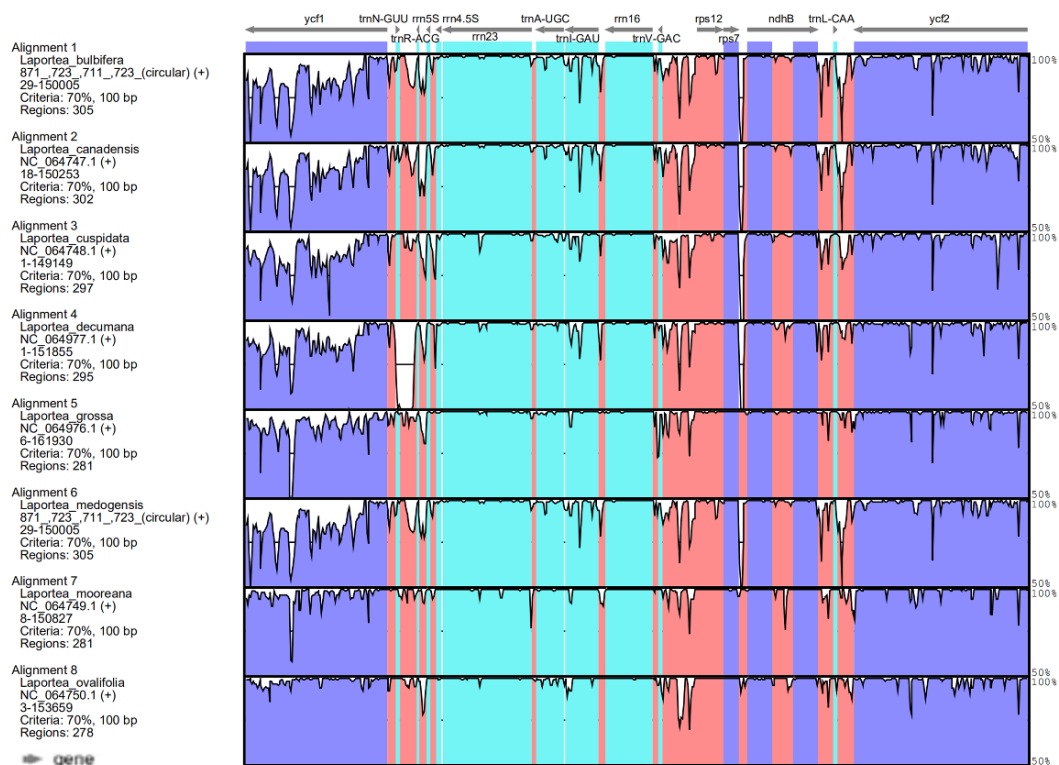 ycf1 trnN-GUU rrn5S rrn4.5S trnA-UGC rrn16 rps12 ndhB trnL-CAA ycf2
trnR-ACG rrn23 trnI-GAU trnV-GAC rps7
Alignment 1
Laportea_bulbifera
871_,723_,711_,723_(circular) (+)
29-150005
Criteria: 70%, 100 bp
Regions: 305
100%
50%
Alignment 2
Laportea_canadensis
NC_064747.1 (+)
18-150253
Criteria: 70%, 100 bp
Regions: 302
100%
50%
Alignment 3
Laportea_cuspidata
NC_064748.1 (+)
1-149149
Criteria: 70%, 100 bp
Regions: 297
100%
50%
Alignment 4
Laportea_decumana
NC_064977.1 (+)
1-151855
Criteria: 70%, 100 bp
Regions: 295
100%
50%
Alignment 5
Laportea_grossa
NC_064976.1 (+)
6-161930
Criteria: 70%, 100 bp
Regions: 281
100%
50%
Alignment 6
Laportea_medogensis
871_,723_,711_,723_(circular) (+)
29-150005
Criteria: 70%, 100 bp
Regions: 305
100%
50%
Alignment 7
Laportea_mooreana
NC_064749.1 (+)
8-150827
Criteria: 70%, 100 bp
Regions: 281
100%
50%
Alignment 8
Laportea_ovalifolia
NC_064750.1 (+)
3-153659
Criteria: 70%, 100 bp
Regions: 278
100%
50%
gene